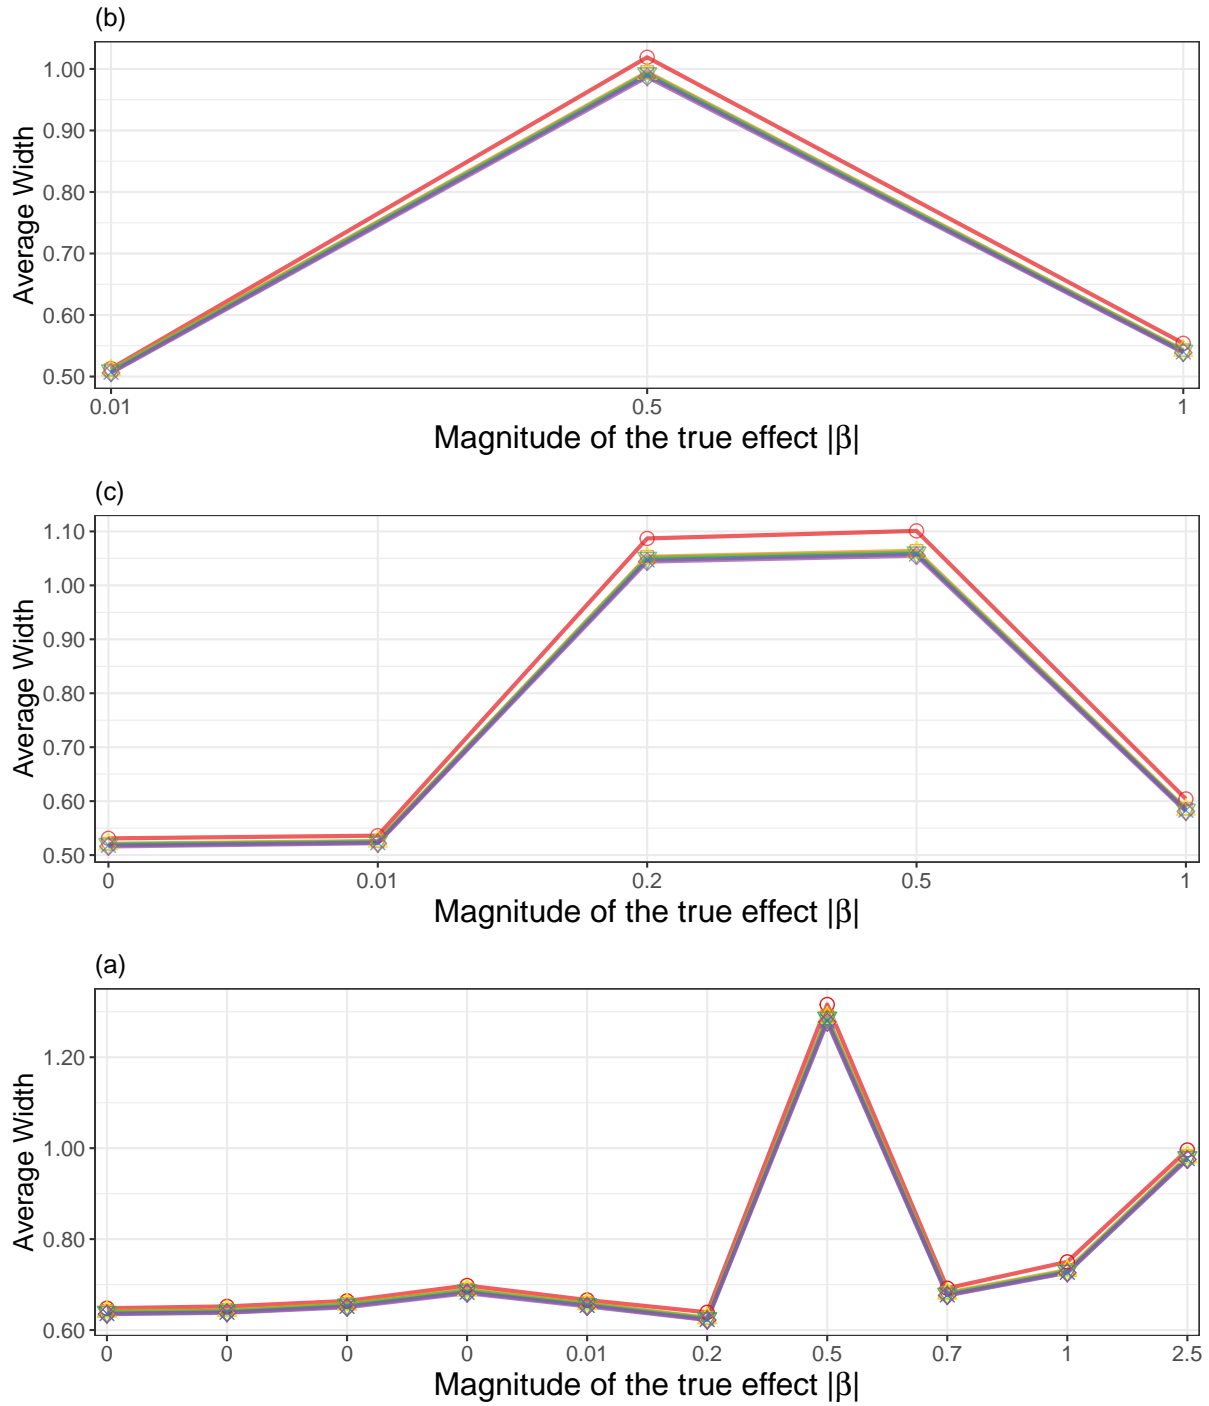 (b)
Average Width
1.00
0.90
0.80
0.70
0.60
0.50
0.01 0.5 1
Magnitude of the true effect |β|
(c)
Average Width
1.10
1.00
0.90
0.80
0.70
0.60
0.50
0 0.01 0.2 0.5 1
Magnitude of the true effect |β|
(a)
Average Width
1.20
1.00
0.80
0.60
0 0 0 0 0.01 0.2 0.5 0.7 1 2.5
Magnitude of the true effect |β|